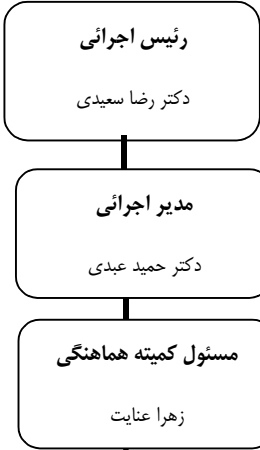 رئیس اجرائی
دکتر رضا سعیدی
مدیر اجرائی
دکتر حمید عبدی
مسئول کمیته هماهنگی
زهرا عنایت